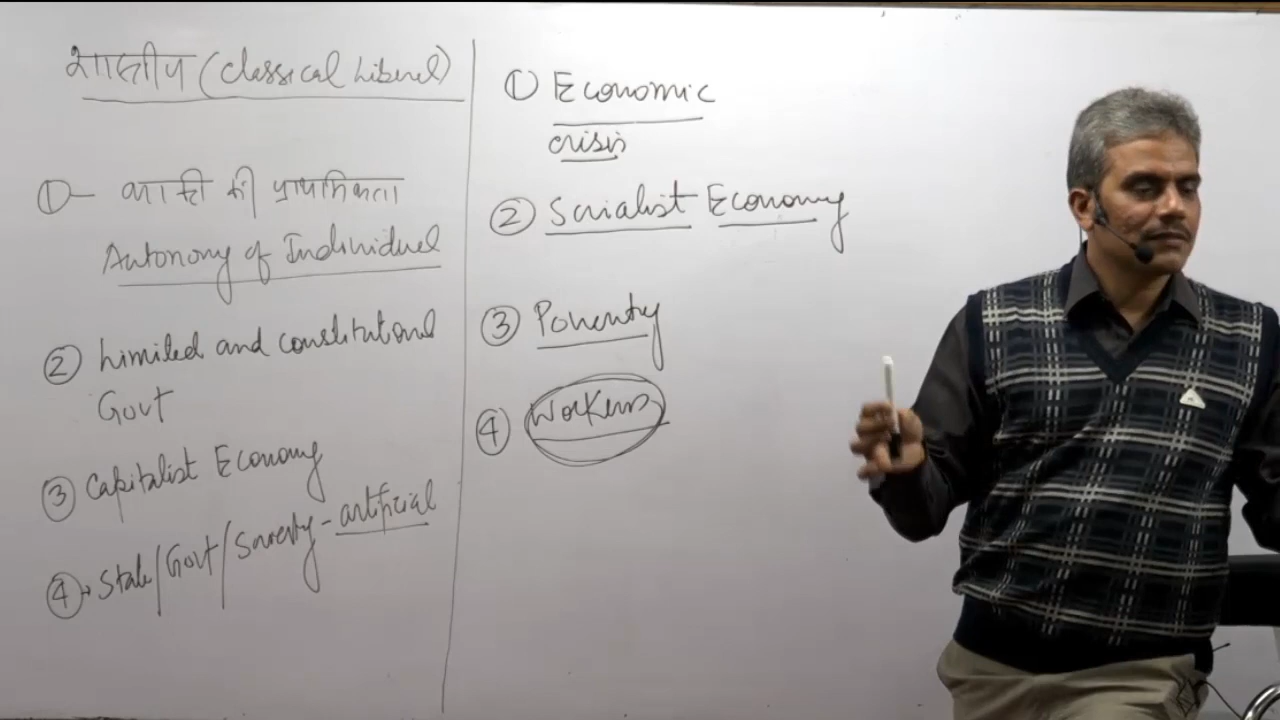 शास्त्रीय (Classical Liberal)
①- व्यक्ति की प्राथमिकता
Autonomy of Individual
② Limited and constitutional
Govt
③ Capitalist Economy
④ State/Govt/Society - artificial
① Economic
crisis
② Socialist Economy
③ Poverty
④ Workers